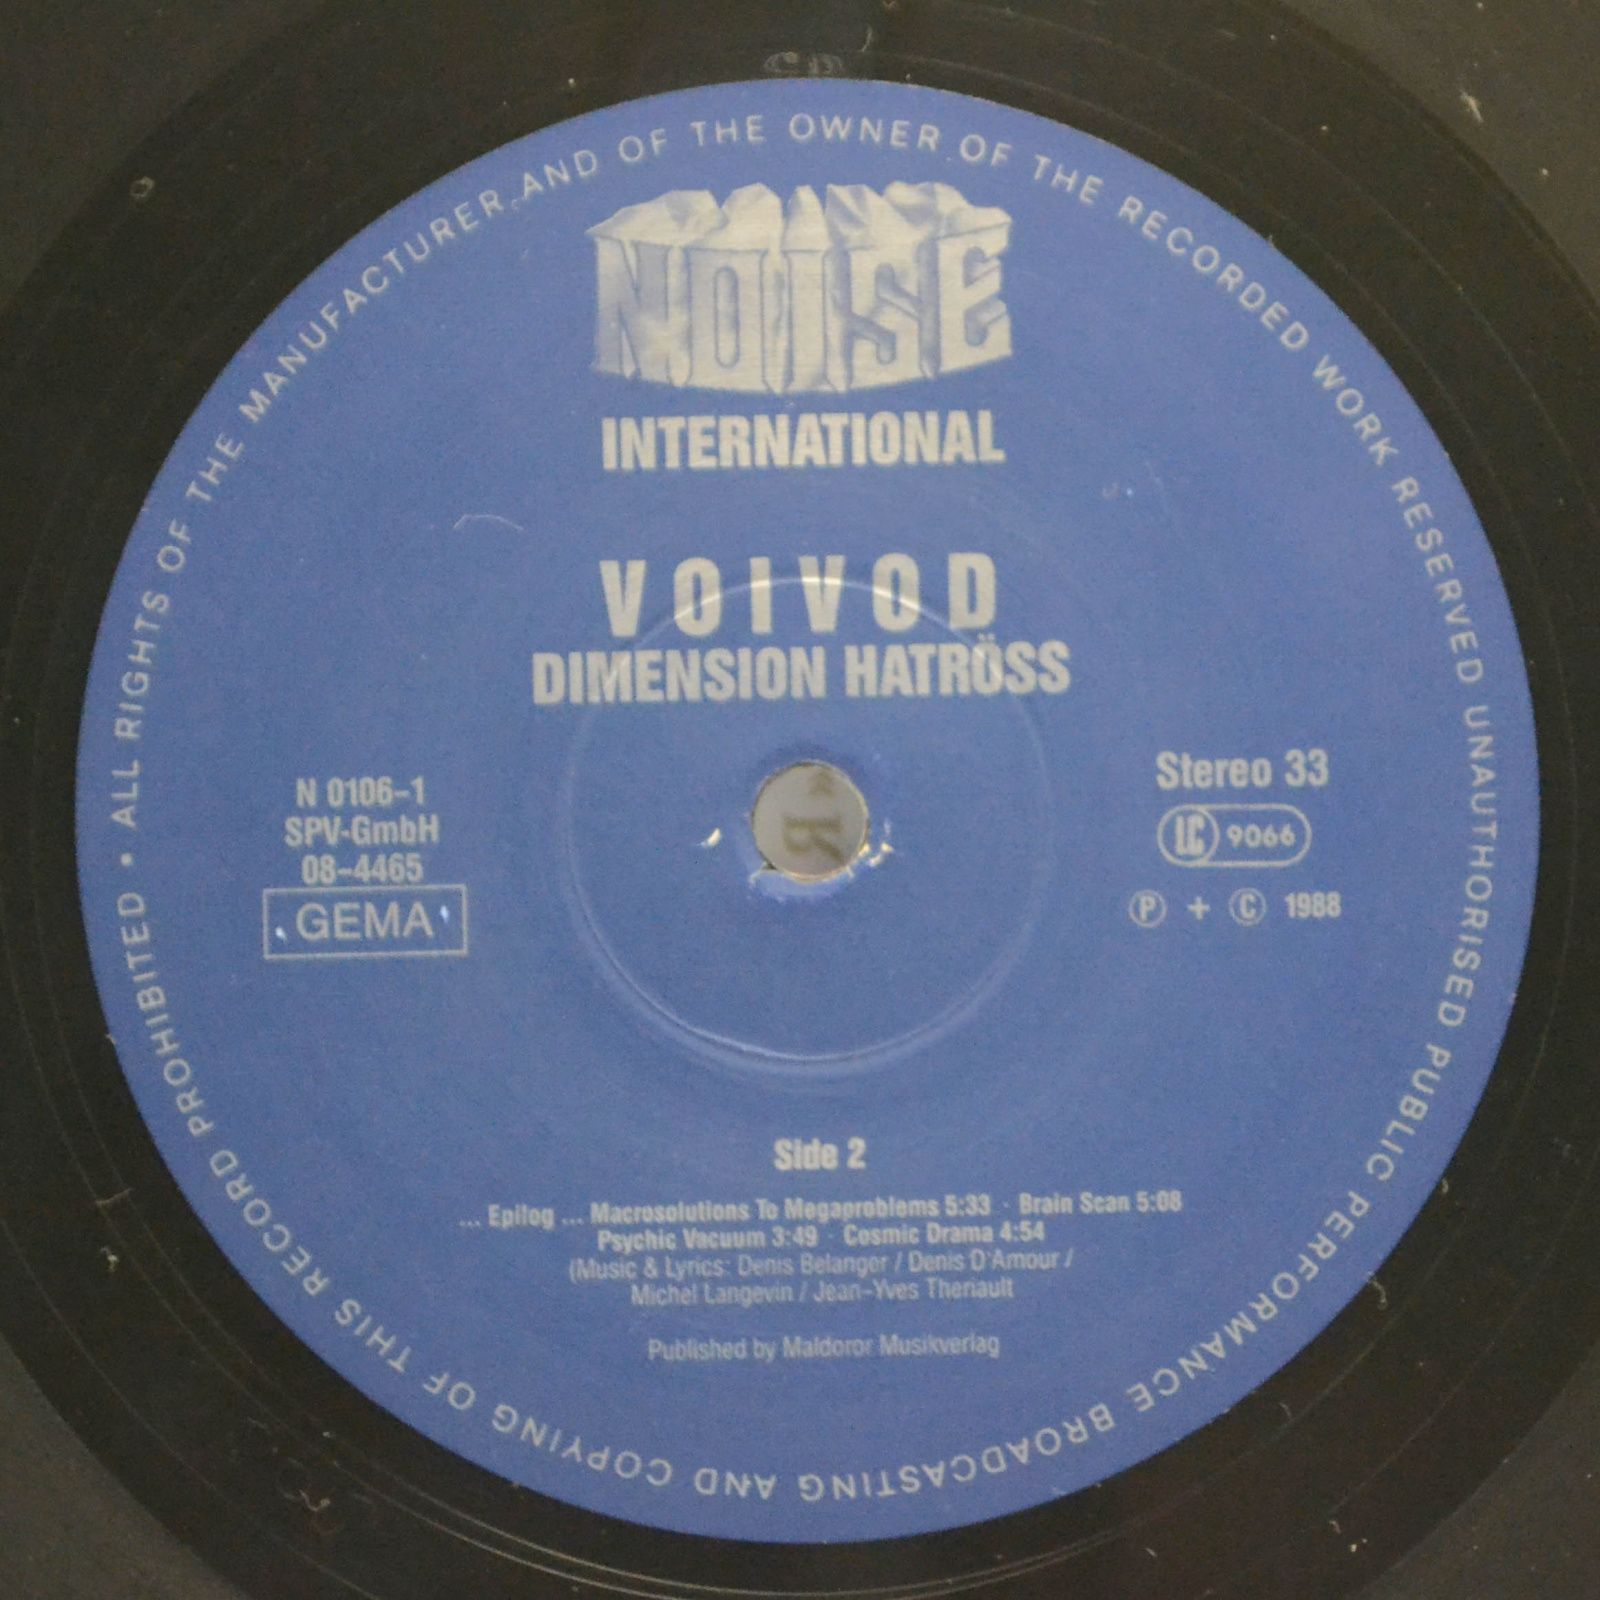 ALL RIGHTS OF THE MANUFACTURER AND OF THE OWNER OF THE RECORDED WORK RESERVED UNAUTHORISED PUBLIC PERFORMANCE BROADCASTING AND COPYING OF THIS RECORD PROHIBITED •
NOISE
INTERNATIONAL
VOIVOD
DIMENSION HATRÖSS
N 0106-1
SPV-GmbH
08-4465
GEMA
Stereo 33
LC 9066
Ⓟ + © 1988
Side 2
... Epilog ... Macrosolutions To Megaproblems 5:33 · Brain Scan 5:08
Psychic Vacuum 3:49 · Cosmic Drama 4:54
(Music & Lyrics: Denis Belanger / Denis D'Amour /
Michel Langevin / Jean-Yves Theriault
Published by Maldoror Musikverlag